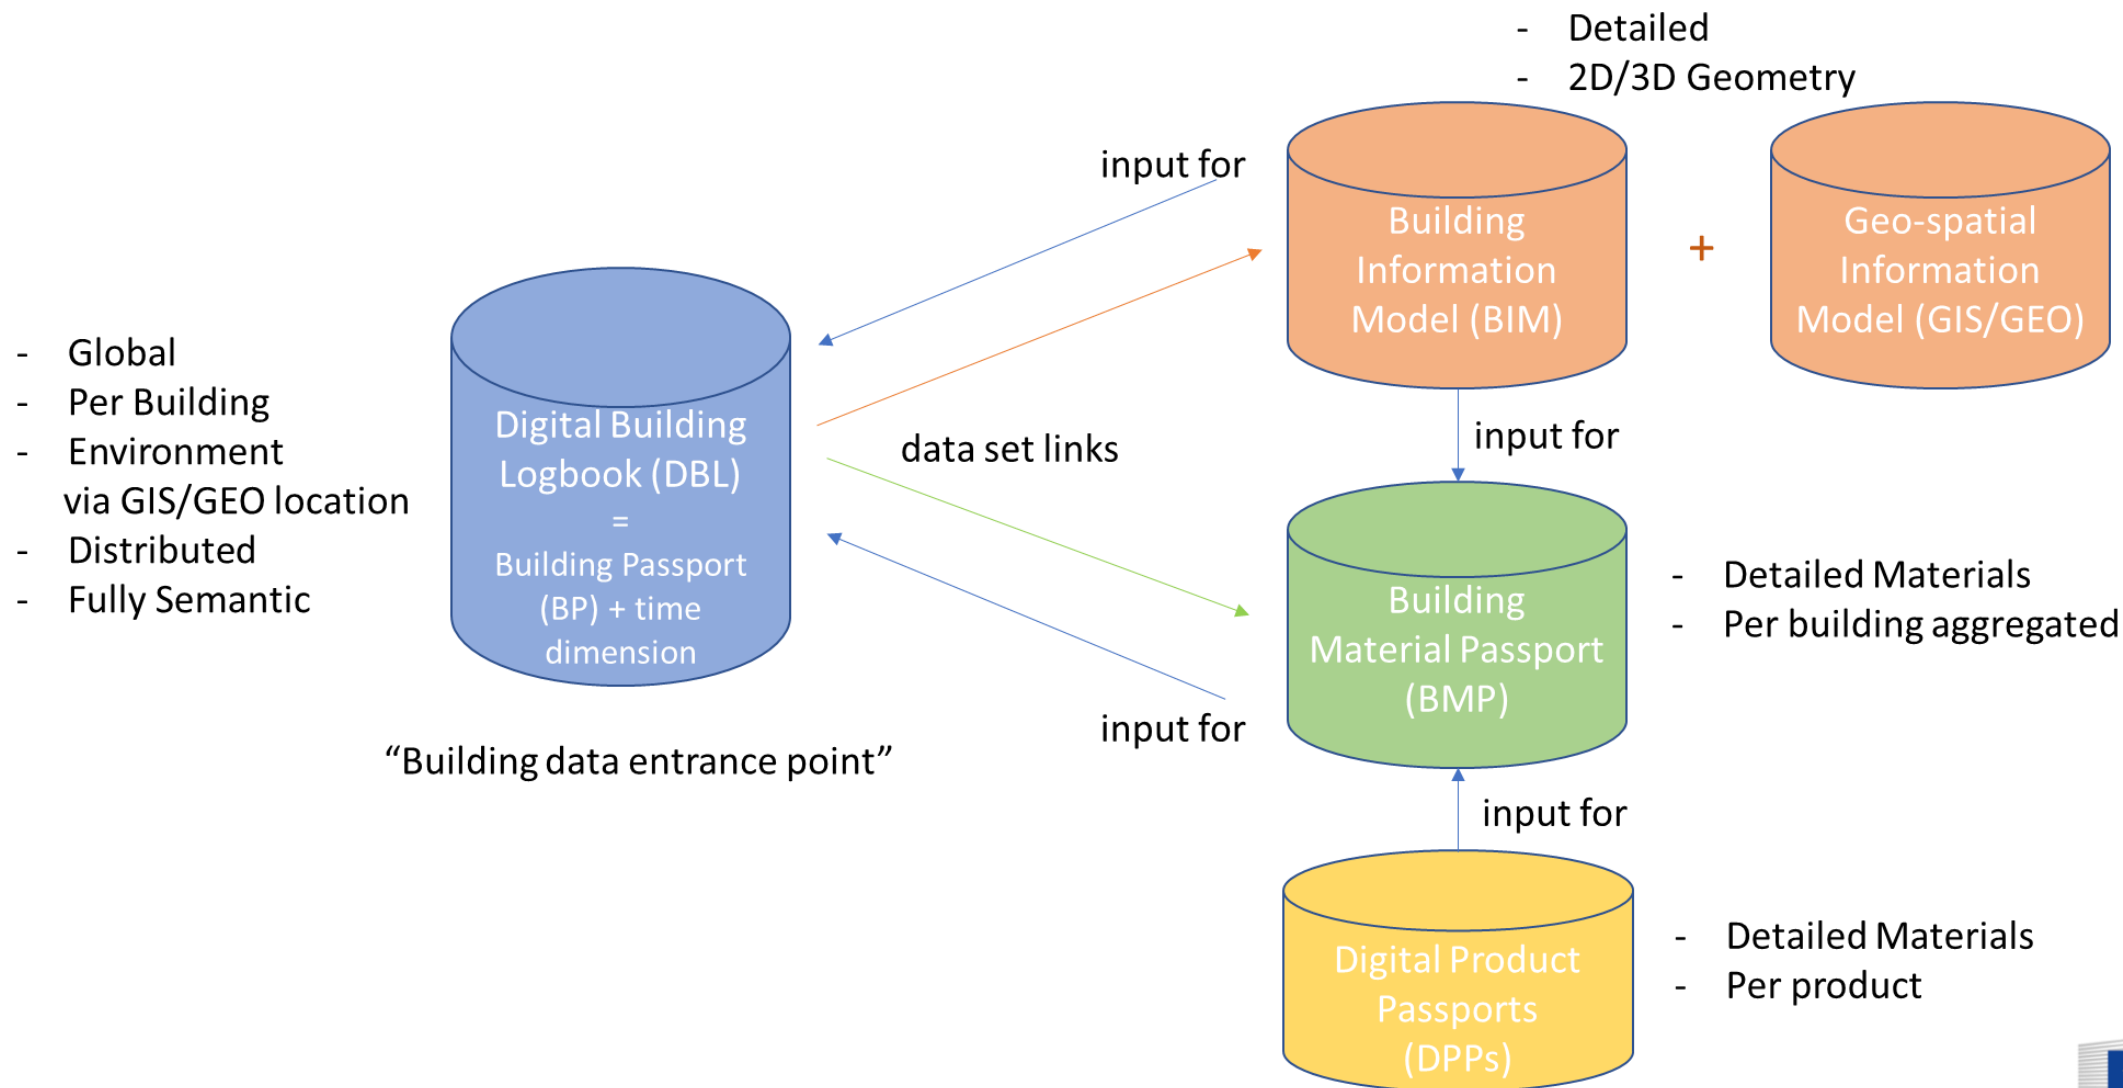 - Detailed
- 2D/3D Geometry
input for
Building
Information
Model (BIM)
+
Geo-spatial
Information
Model (GIS/GEO)
- Global
- Per Building
- Environment
via GIS/GEO location
- Distributed
- Fully Semantic
Digital Building
Logbook (DBL)
=
Building Passport
(BP) + time
dimension
"Building data entrance point"
data set links
input for
input for
Building
Material Passport
(BMP)
- Detailed Materials
- Per building aggregated
input for
Digital Product
Passports
(DPPs)
- Detailed Materials
- Per product